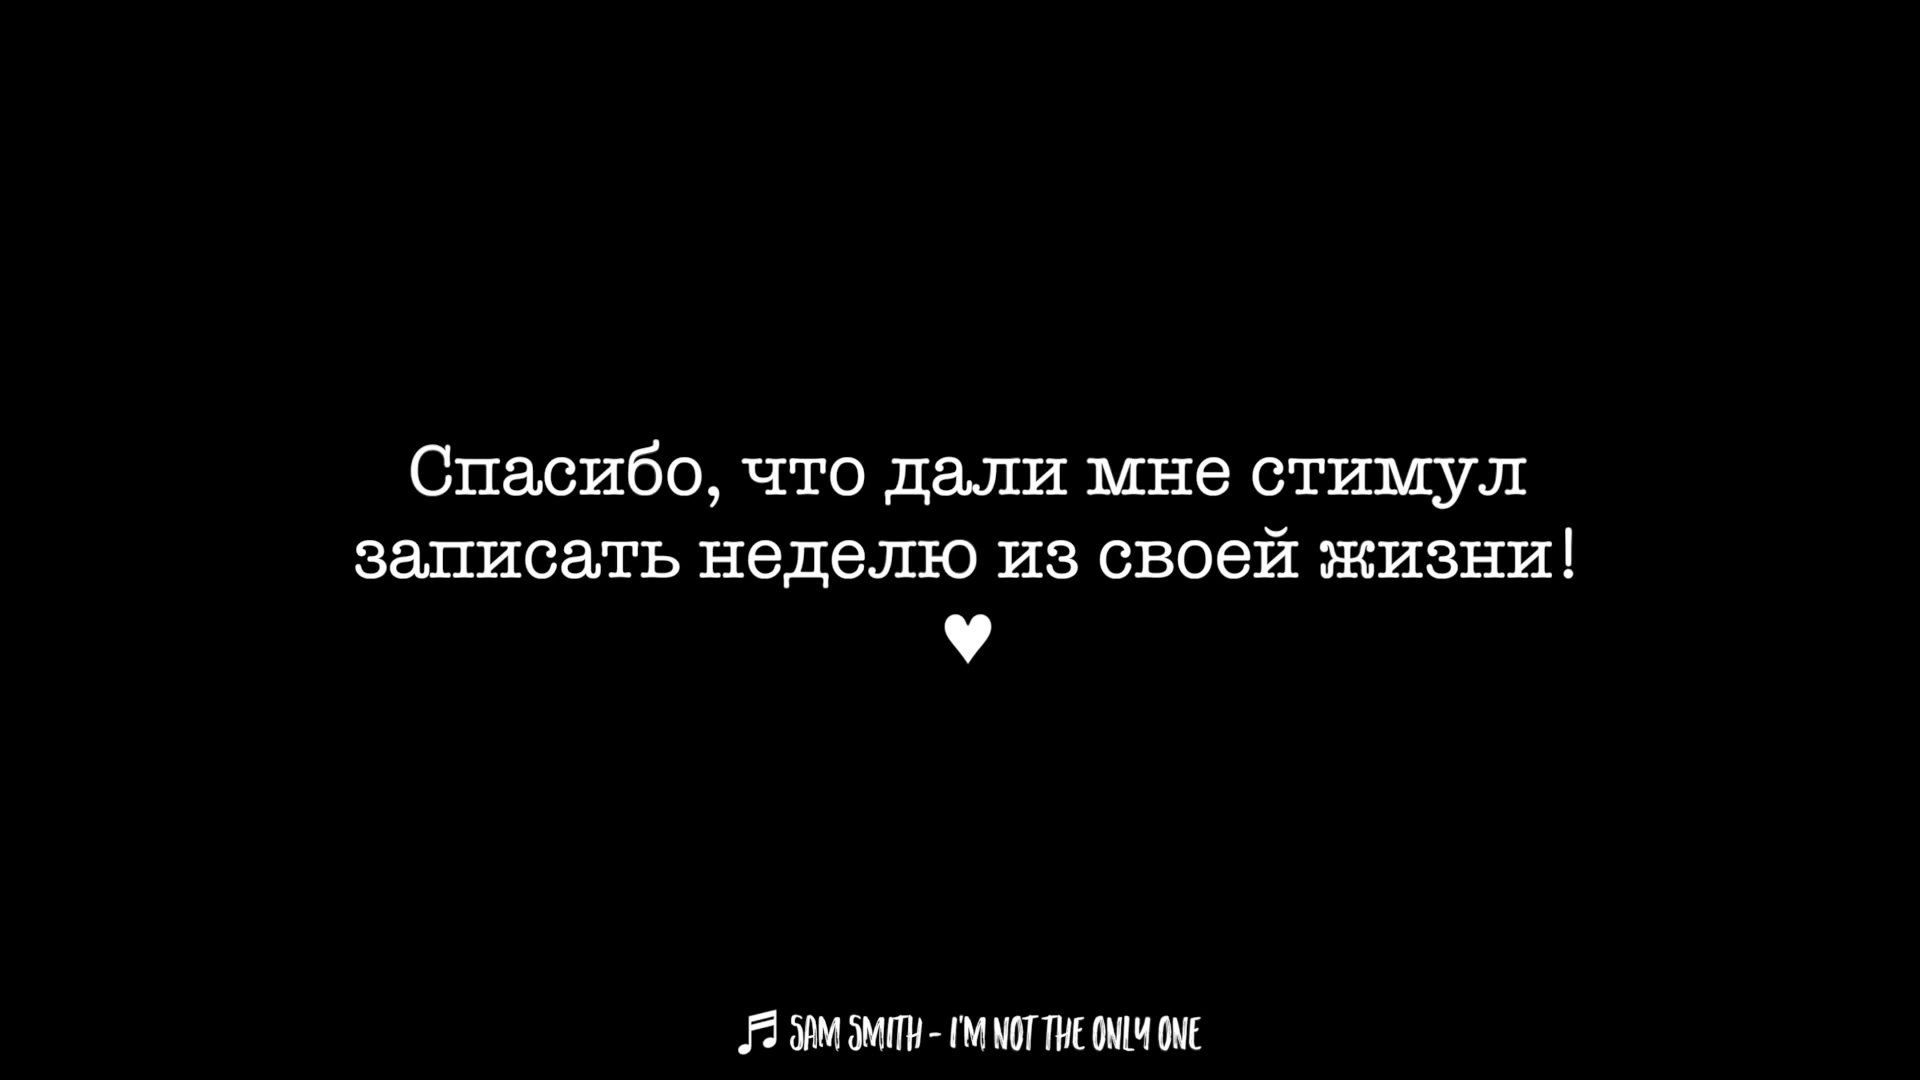 Спасибо, что дали мне стимул
записать неделю из своей жизни!
♥
♬ SAM SMITH - I'M NOT THE ONLY ONE